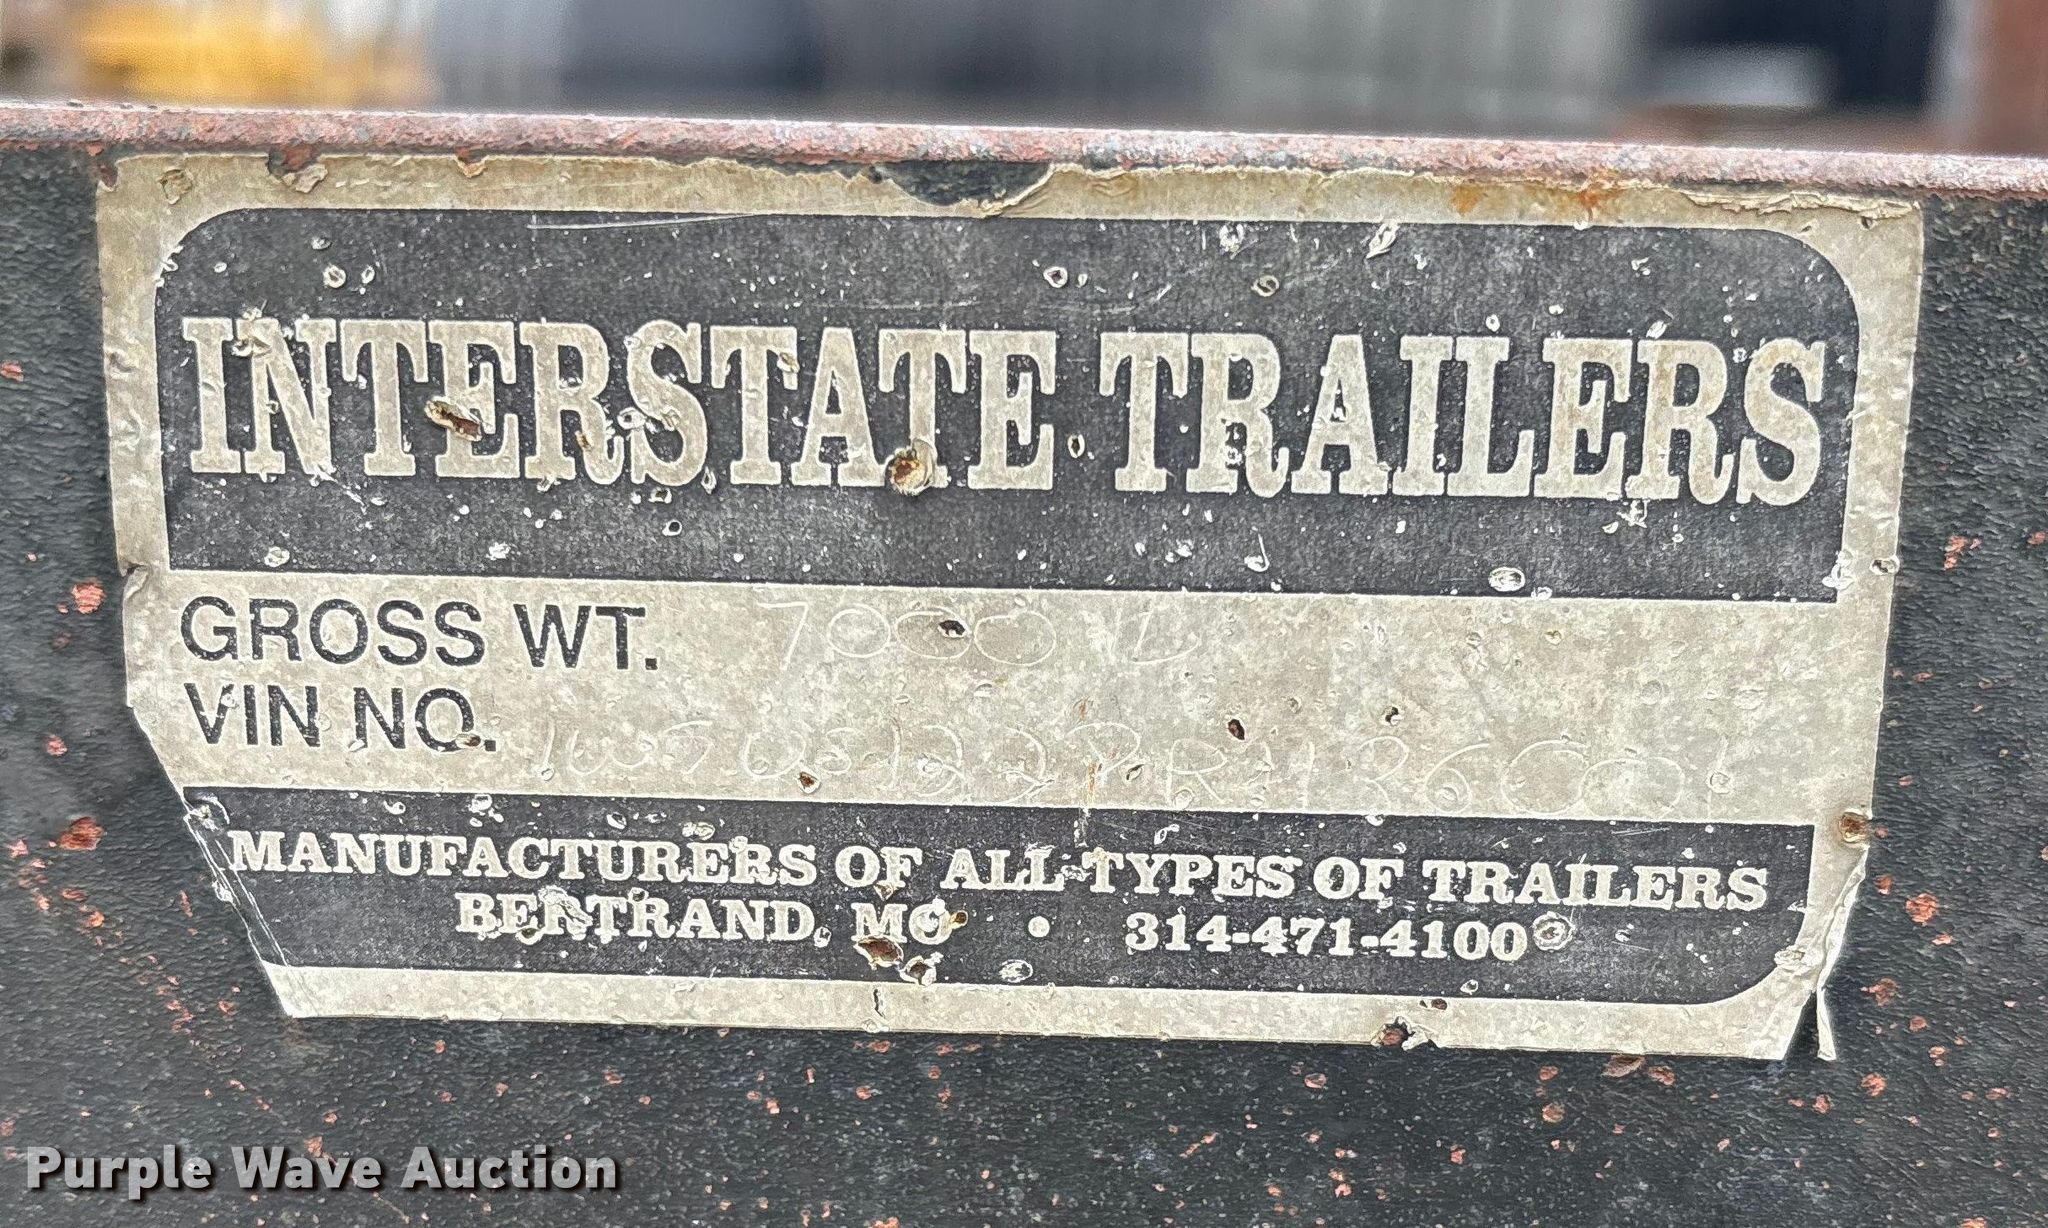 INTERSTATE TRAILERS
GROSS WT. 7000
VIN NO.
MANUFACTURERS OF ALL TYPES OF TRAILERS
BERTRAND, MO • 314-471-4100
Purple Wave Auction